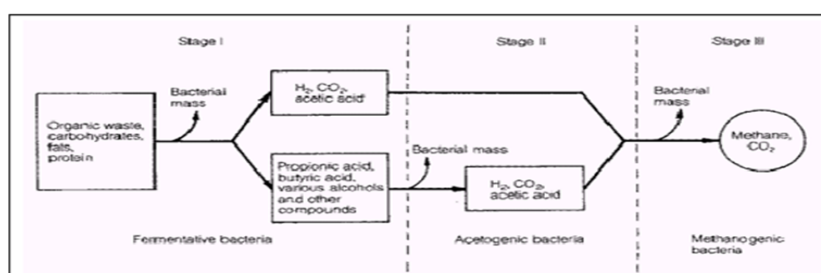 Stage I
Stage II
Stage III
Bacterial
mass
H₂, CO₂,
acetic acid
Bacterial
mass
Organic waste,
carbohydrates,
fats,
protein
Methane,
CO₂
Bacterial mass
Propionic acid,
butyric acid,
various alcohols
and other
compounds
H₂, CO₂,
acetic acid
Fermentative bacteria
Acetogenic bacteria
Methanogenic
bacteria